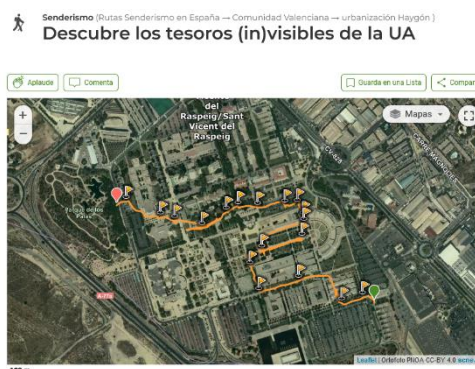 Senderismo (Rutas Senderismo en España → Comunidad Valenciana → urbanización Haygón )
Descubre los tesoros (in)visibles de la UA
Aplaude
Comenta
Guarda en una Lista
Compar
+
−
Mapas
del
Raspeig/Sant
Vicent del
Raspeig
A-77a
Leaflet | Ortofoto PNOA CC-BY 4.0